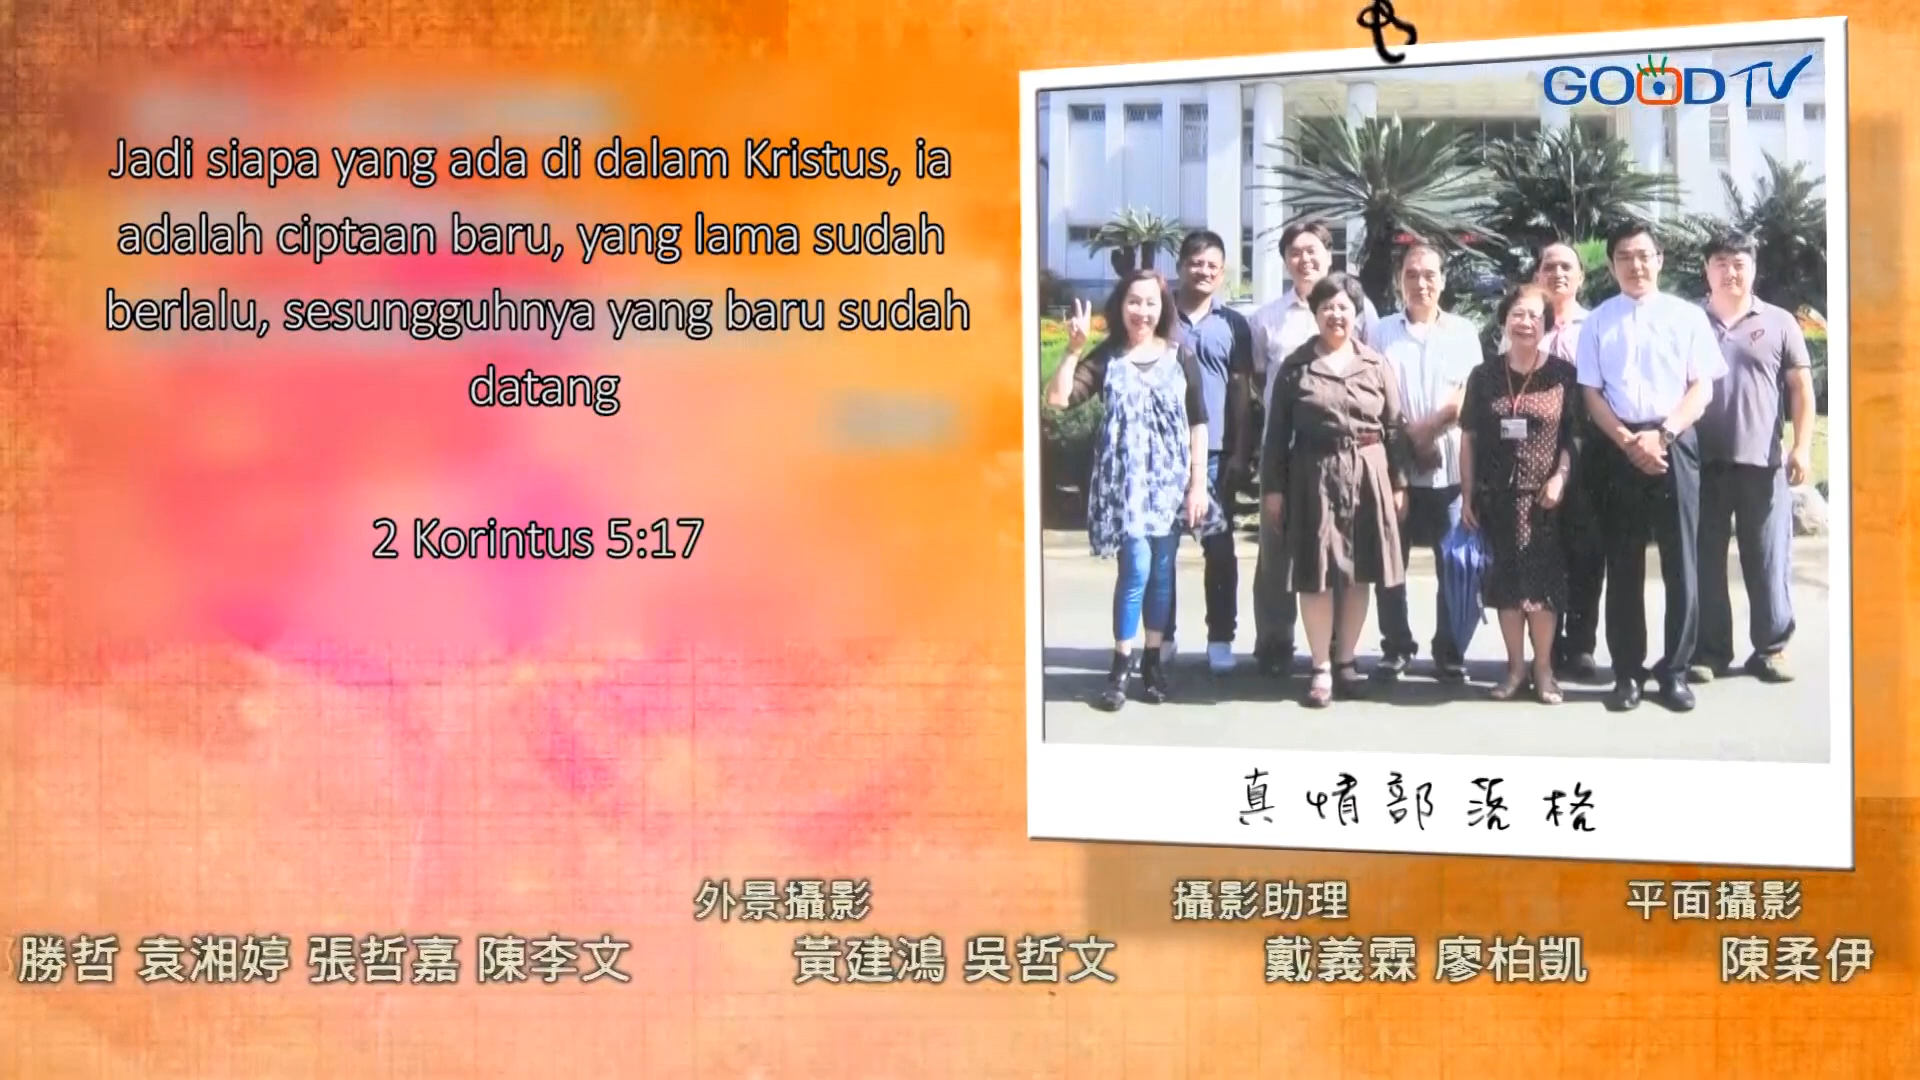 GOOD TV
Jadi siapa yang ada di dalam Kristus, ia
adalah ciptaan baru, yang lama sudah
berlalu, sesungguhnya yang baru sudah
datang
2 Korintus 5:17
真情部落格
外景攝影 攝影助理 平面攝影
勝哲 袁湘婷 張哲嘉 陳李文 黃建鴻 吳哲文 戴義霖 廖柏凱 陳柔伊